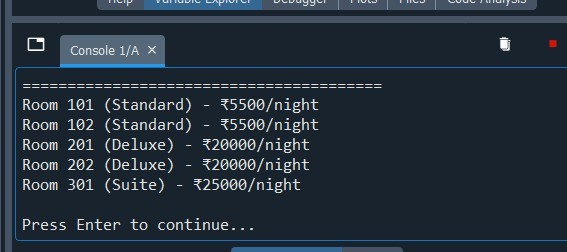 Help Variable Explorer Debugger Plots Files Code Analysis
Console 1/A ×
========================================
Room 101 (Standard) - ₹5500/night
Room 102 (Standard) - ₹5500/night
Room 201 (Deluxe) - ₹20000/night
Room 202 (Deluxe) - ₹20000/night
Room 301 (Suite) - ₹25000/night
Press Enter to continue...